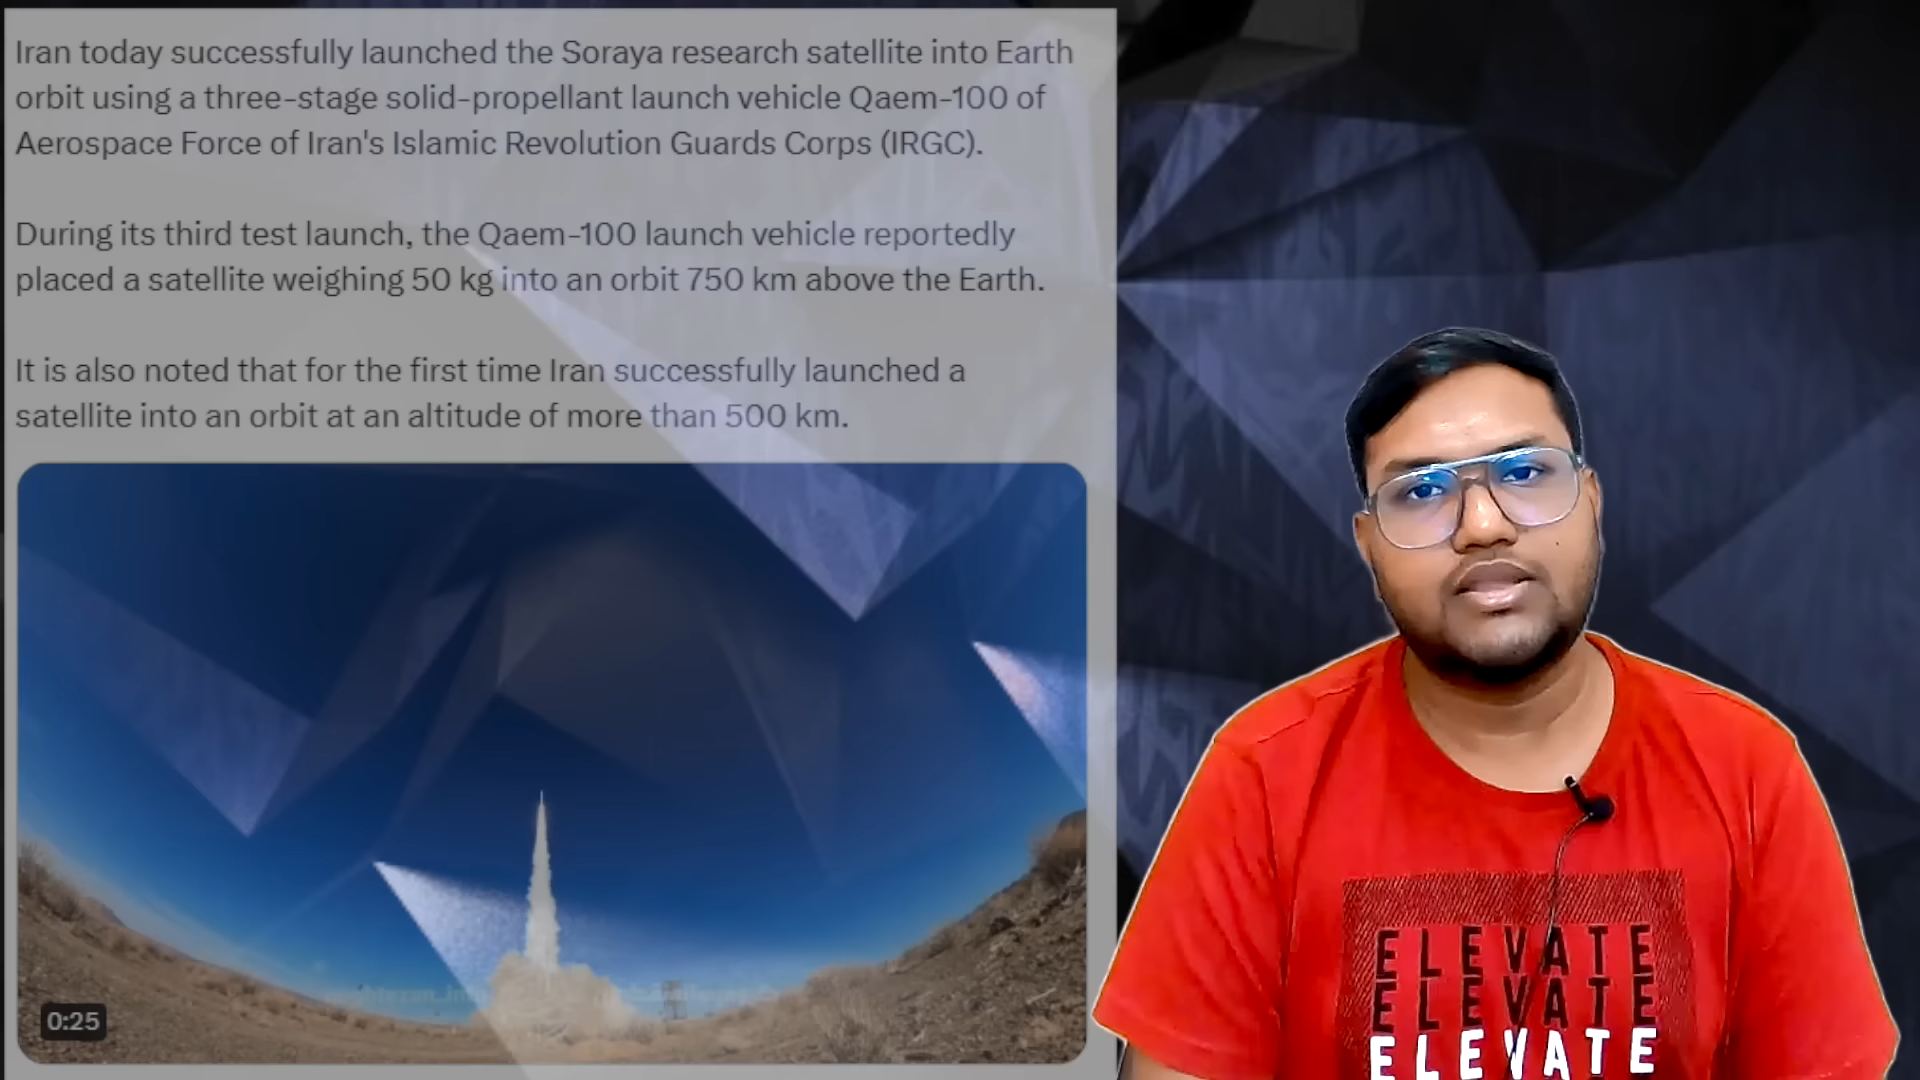 Iran today successfully launched the Soraya research satellite into Earth
orbit using a three-stage solid-propellant launch vehicle Qaem-100 of
Aerospace Force of Iran's Islamic Revolution Guards Corps (IRGC).
During its third test launch, the Qaem-100 launch vehicle reportedly
placed a satellite weighing 50 kg into an orbit 750 km above the Earth.
It is also noted that for the first time Iran successfully launched a
satellite into an orbit at an altitude of more than 500 km.
0:25
ELEVATE
ELEVATE
ELEVATE